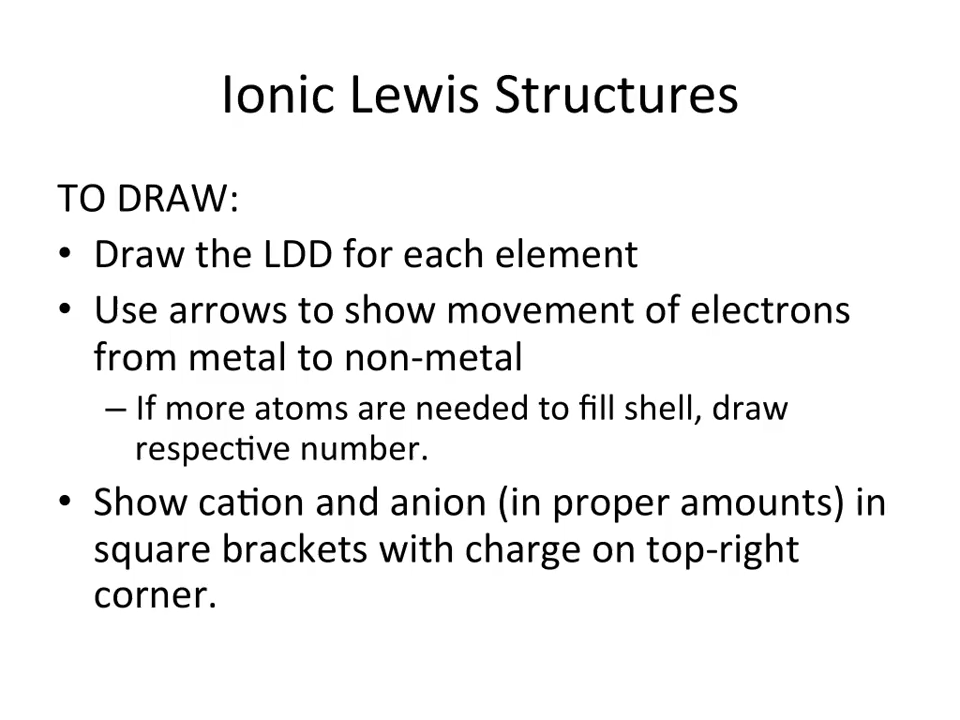 Ionic Lewis Structures
TO DRAW:
• Draw the LDD for each element
• Use arrows to show movement of electrons
from metal to non-metal
– If more atoms are needed to fill shell, draw
respective number.
• Show cation and anion (in proper amounts) in
square brackets with charge on top-right
corner.